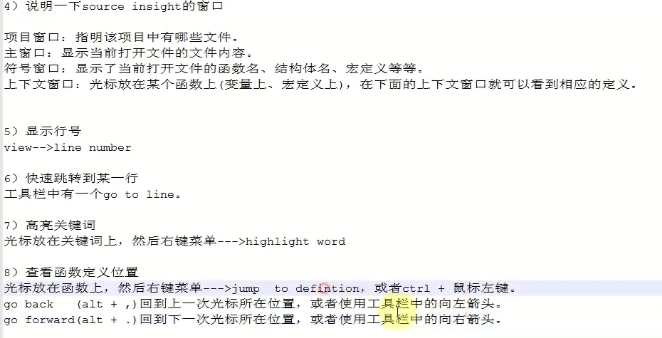 4) 说明一下source insight的窗口
项目窗口: 指明该项目中有哪些文件。
主窗口: 显示当前打开文件的文件内容。
符号窗口: 显示了当前打开文件的函数名、结构体名、宏定义等等。
上下文窗口: 光标放在某个函数上(变量上、宏定义上), 在下面的上下文窗口就可以看到相应的定义。
5) 显示行号
view-->line number
6) 快速跳转到某一行
工具栏中有一个go to line。
7) 高亮关键词
光标放在关键词上, 然后右键菜单--->highlight word
8) 查看函数定义位置
光标放在函数上, 然后右键菜单--->jump  to defintion, 或者ctrl + 鼠标左键。
go back   (alt + ,)回到上一次光标所在位置, 或者使用工具栏中的向左箭头。
go forward(alt + .)回到下一次光标所在位置, 或者使用工具栏中的向右箭头。